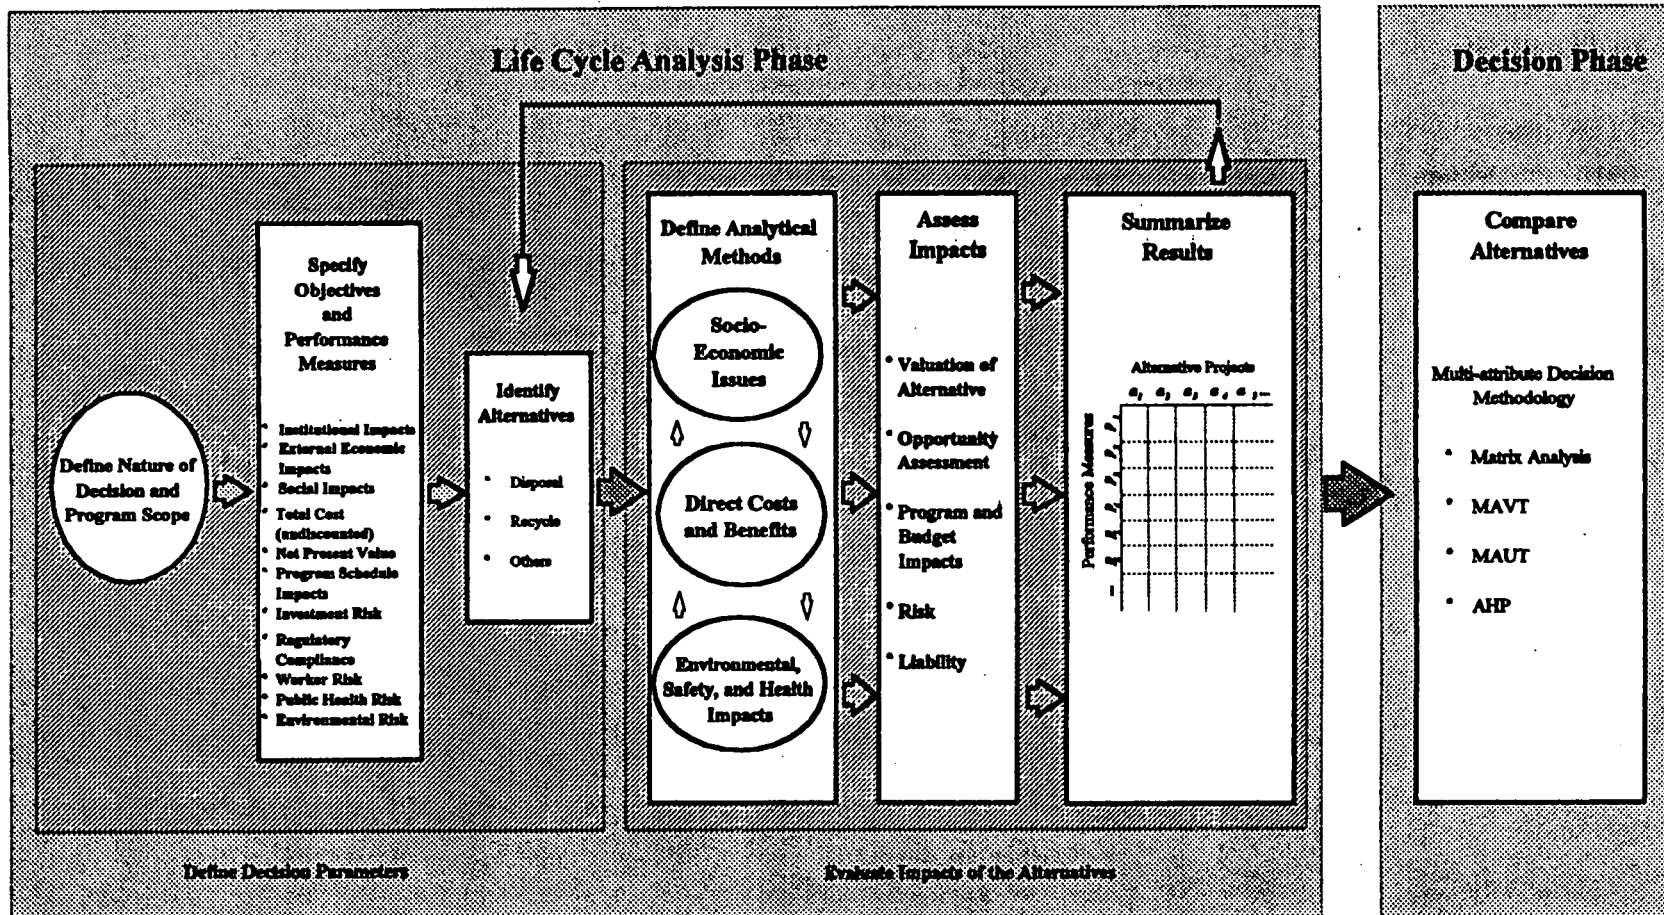 Life Cycle Analysis Phase
Decision Phase
Define Nature of
Decision and
Program Scope
Specify
Objectives
and
Performance
Measures
* Institutional Impacts
* External Economic
Impacts
* Social Impacts
* Total Cost
(undiscounted)
* Net Present Value
* Program Schedule
Impacts
* Investment Risk
* Regulatory
Compliance
* Worker Risk
* Public Health Risk
* Environmental Risk
Identify
Alternatives
* Disposal
* Recycle
* Others
Define Analytical
Methods
Socio-
Economic
Issues
Direct Costs
and Benefits
Environmental,
Safety, and Health
Impacts
Assess
Impacts
* Valuation of
Alternative
* Opportunity
Assessment
* Program and
Budget
Impacts
* Risk
* Liability
Summarize
Results
Alternative Projects
Performance Measures
Compare
Alternatives
Multi-attribute Decision
Methodology
* Matrix Analysis
* MAVT
* MAUT
* AHP
Define Decision Parameters
Evaluate Impacts of the Alternatives